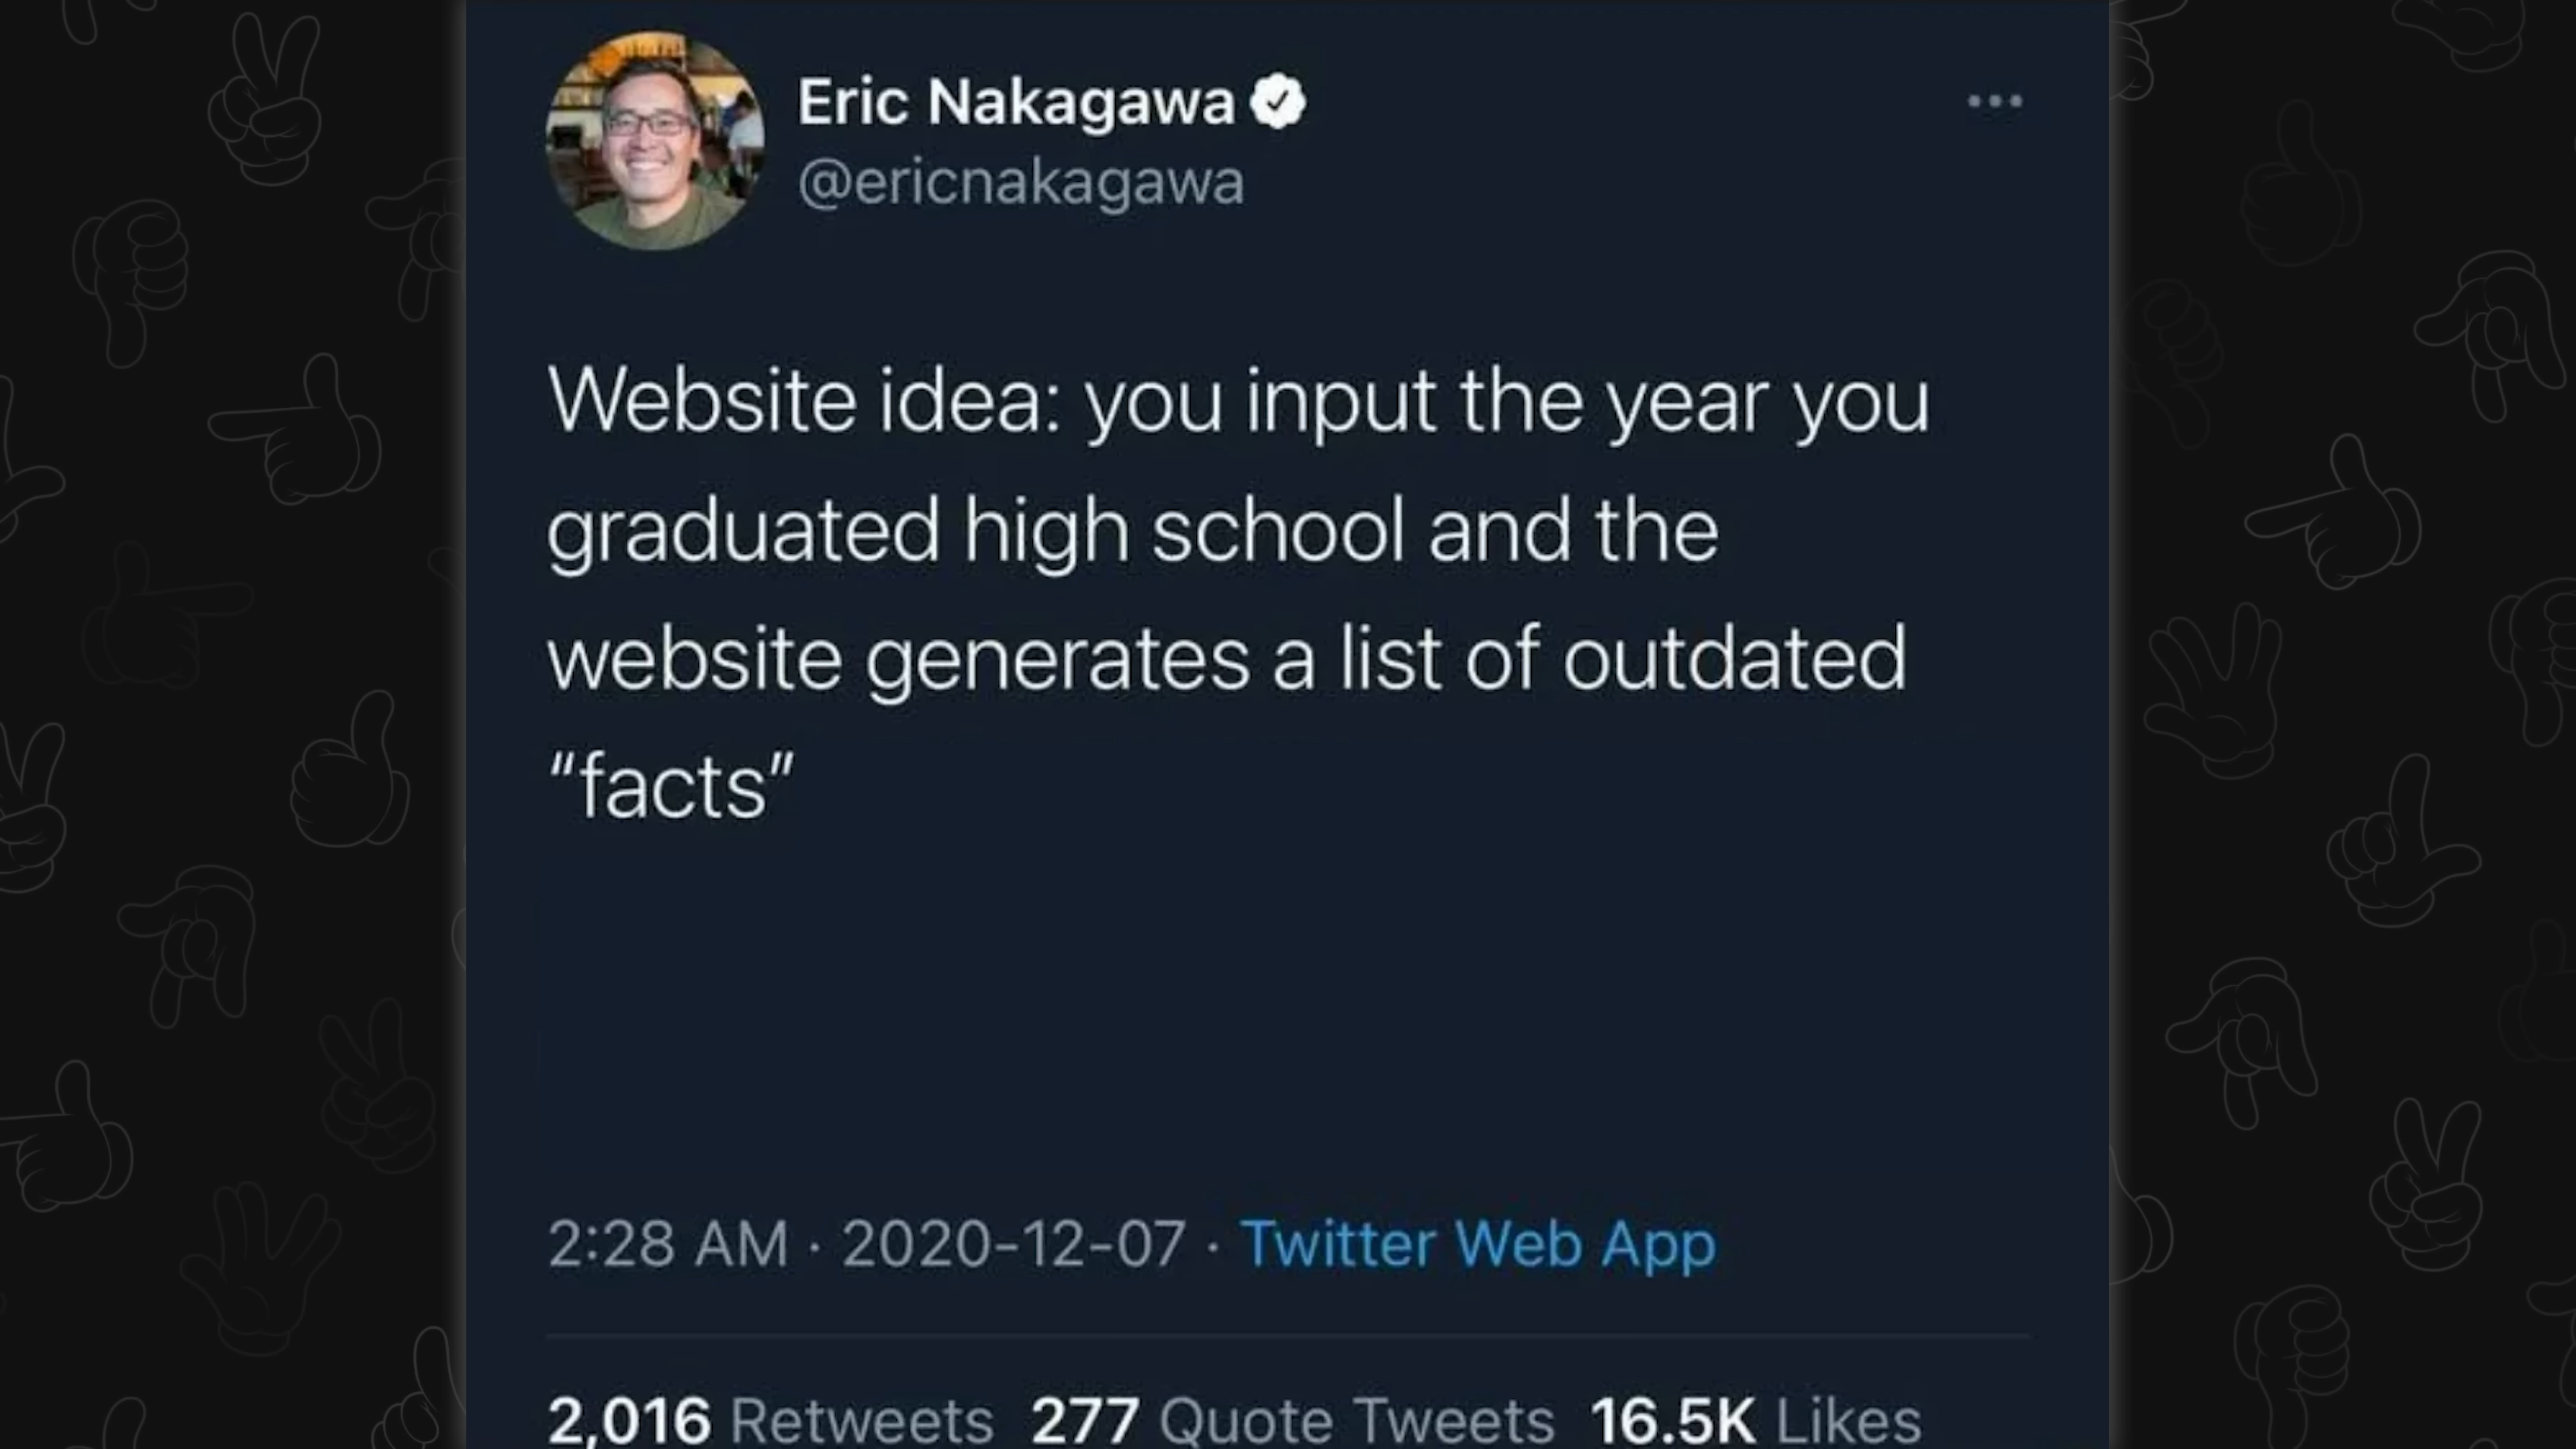 Eric Nakagawa
@ericnakagawa
Website idea: you input the year you
graduated high school and the
website generates a list of outdated
“facts”
2:28 AM · 2020-12-07 · Twitter Web App
2,016 Retweets 277 Quote Tweets 16.5K Likes